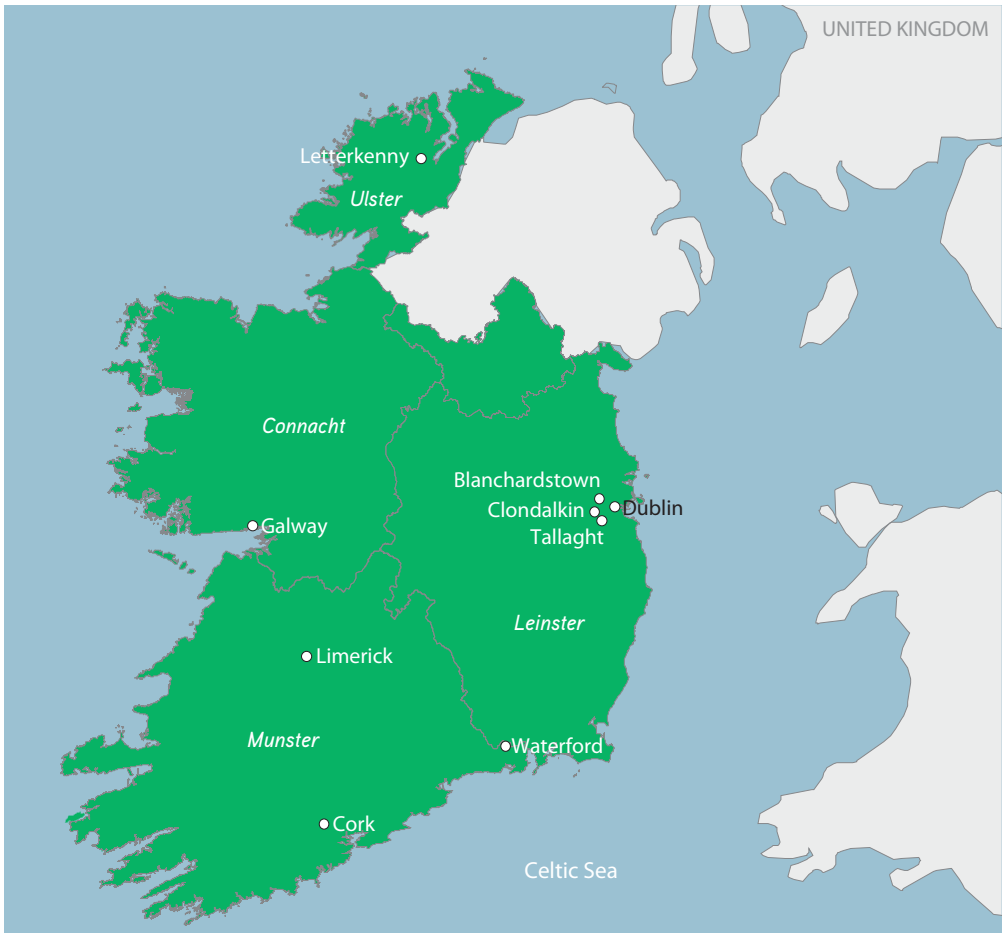 UNITED KINGDOM
Letterkenny
Ulster
Connacht
Blanchardstown
Clondalkin
Dublin
Galway
Tallaght
Leinster
Limerick
Munster
Waterford
Cork
Celtic Sea